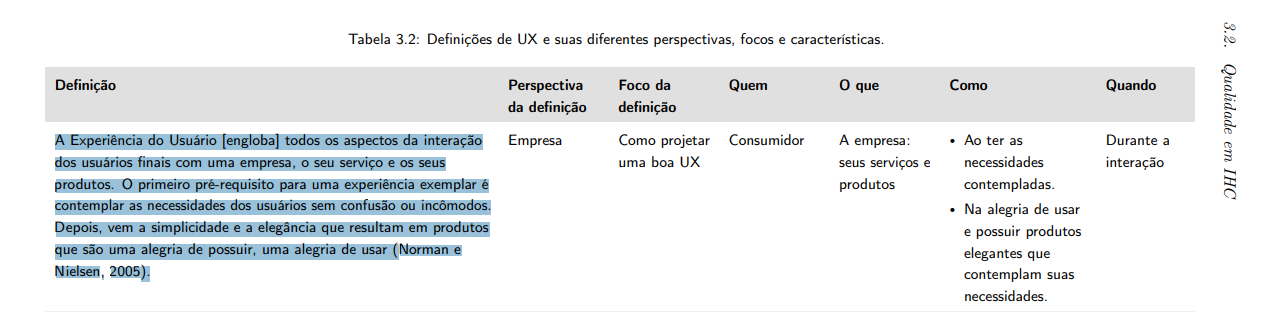 Tabela 3.2: Definições de UX e suas diferentes perspectivas, focos e características.
Definição
Perspectiva
da definição
Foco da
definição
Quem
O que
Como
Quando
A Experiência do Usuário [engloba] todos os aspectos da interação
dos usuários finais com uma empresa, o seu serviço e os seus
produtos. O primeiro pré-requisito para uma experiência exemplar é
contemplar as necessidades dos usuários sem confusão ou incômodos.
Depois, vem a simplicidade e a elegância que resultam em produtos
que são uma alegria de possuir, uma alegria de usar (Norman e
Nielsen, 2005).
Empresa
Como projetar
uma boa UX
Consumidor
A empresa:
seus serviços e
produtos
• Ao ter as
necessidades
contempladas.
• Na alegria de usar
e possuir produtos
elegantes que
contemplam suas
necessidades.
Durante a
interação
3.2. Qualidade em IHC